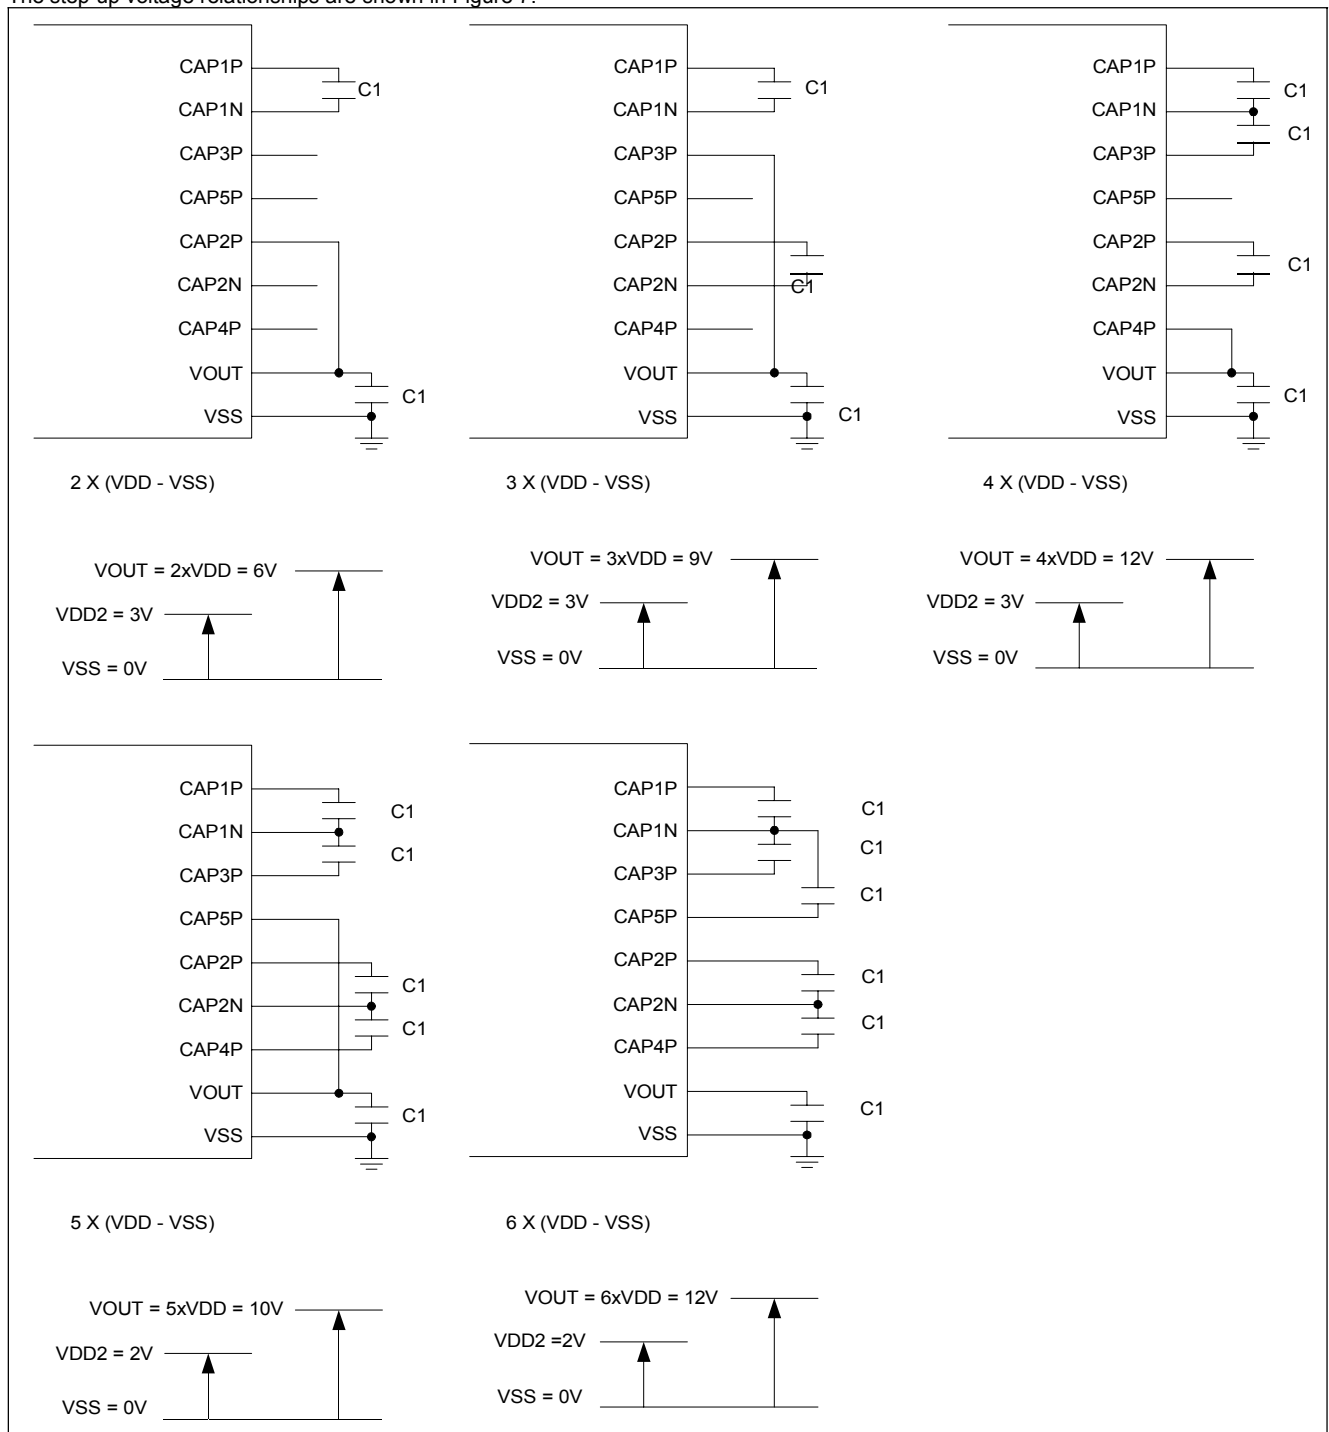 The step-up voltage relationships are shown in Figure 7.
CAP1P
C1
CAP1N
CAP3P
CAP5P
CAP2P
CAP2N
CAP4P
VOUT
C1
VSS
2 X (VDD - VSS)
VOUT = 2xVDD = 6V
VDD2 = 3V
VSS = 0V
CAP1P
C1
CAP1N
CAP3P
CAP5P
CAP2P
CAP2N
C1
CAP4P
VOUT
VSS
C1
3 X (VDD - VSS)
VOUT = 3xVDD = 9V
VDD2 = 3V
VSS = 0V
CAP1P
C1
CAP1N
C1
CAP3P
CAP5P
CAP2P
C1
CAP2N
CAP4P
VOUT
C1
VSS
4 X (VDD - VSS)
VOUT = 4xVDD = 12V
VDD2 = 3V
VSS = 0V
CAP1P
C1
CAP1N
C1
CAP3P
CAP5P
CAP2P
C1
CAP2N
C1
CAP4P
VOUT
C1
VSS
5 X (VDD - VSS)
VOUT = 5xVDD = 10V
VDD2 = 2V
VSS = 0V
CAP1P
C1
CAP1N
C1
CAP3P
C1
CAP5P
CAP2P
C1
CAP2N
C1
CAP4P
VOUT
C1
VSS
6 X (VDD - VSS)
VOUT = 6xVDD = 12V
VDD2 =2V
VSS = 0V